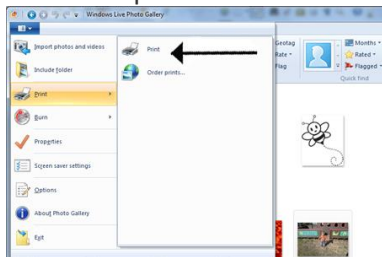 Windows Live Photo Gallery
Import photos and videos
Include folder
Print
Burn
Properties
Screen saver settings
Options
About Photo Gallery
Exit
Print
Order prints...
Geotag
Rate
Flag
Months
Rated
Flagged
Quick find